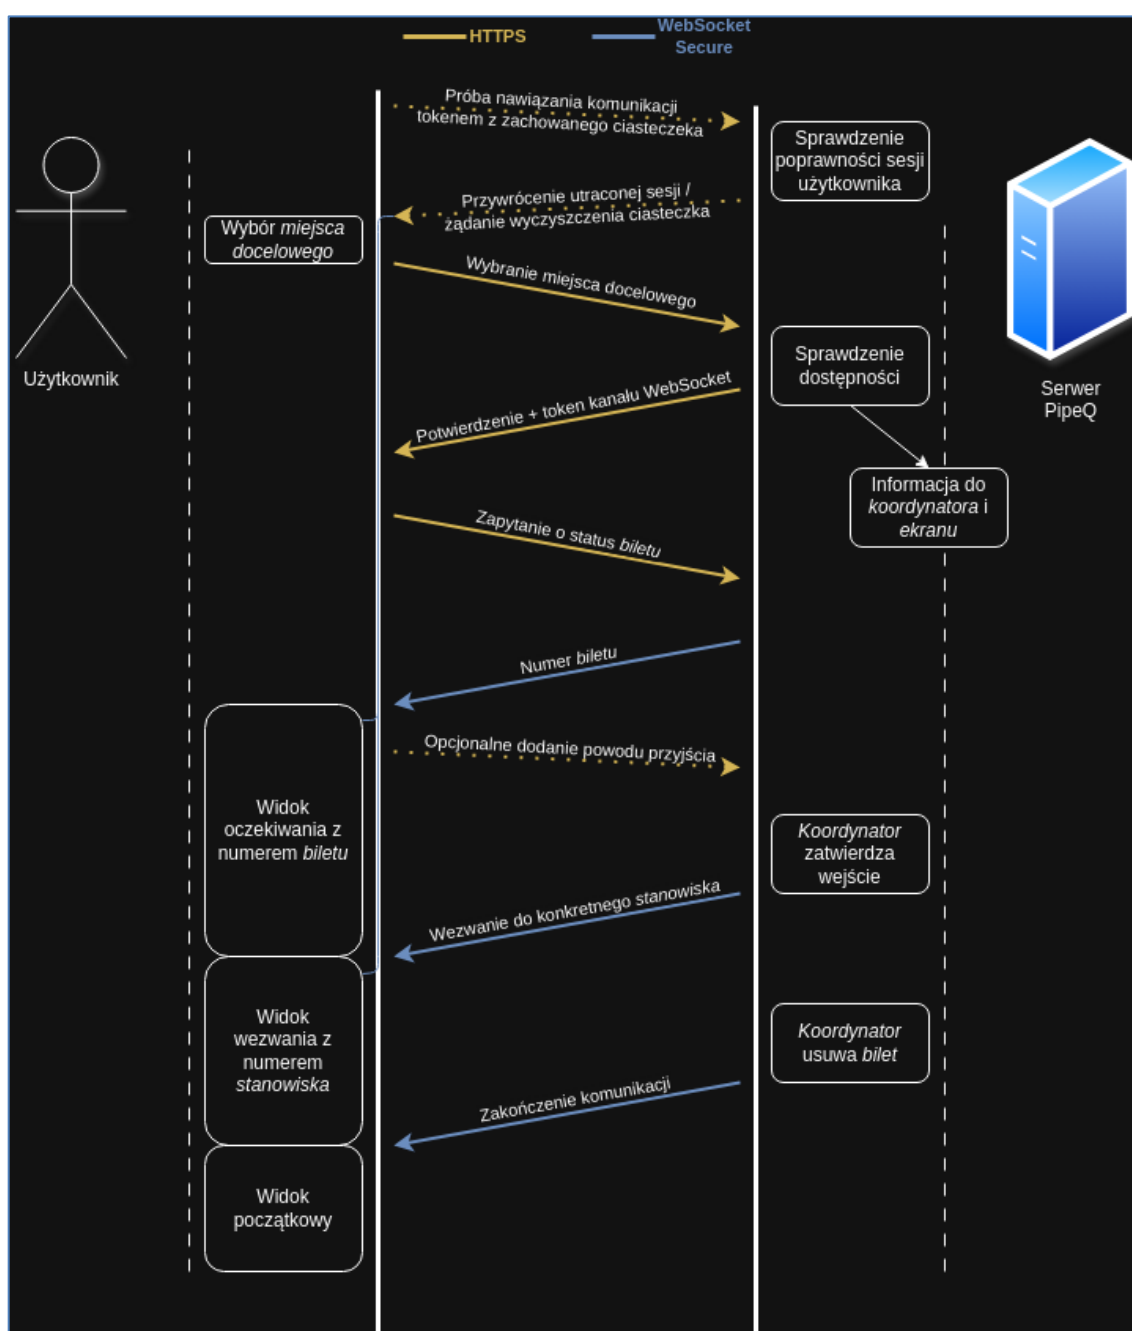 HTTPS
WebSocket
Secure
Próba nawiązania komunikacji
tokenem z zachowanego ciasteczeka
Sprawdzenie
poprawności sesji
użytkownika
Przywrócenie utraconej sesji /
żądanie wyczyszczenia ciasteczka
Wybór miejsca
docelowego
Wybranie miejsca docelowego
Użytkownik
Sprawdzenie
dostępności
Serwer
PipeQ
Potwierdzenie + token kanału WebSocket
Informacja do
koordynatora i
ekranu
Zapytanie o status biletu
Numer biletu
Opcjonalne dodanie powodu przyjścia
Widok
oczekiwania z
numerem biletu
Koordynator
zatwierdza
wejście
Wezwanie do konkretnego stanowiska
Widok
wezwania z
numerem
stanowiska
Koordynator
usuwa bilet
Zakończenie komunikacji
Widok
początkowy